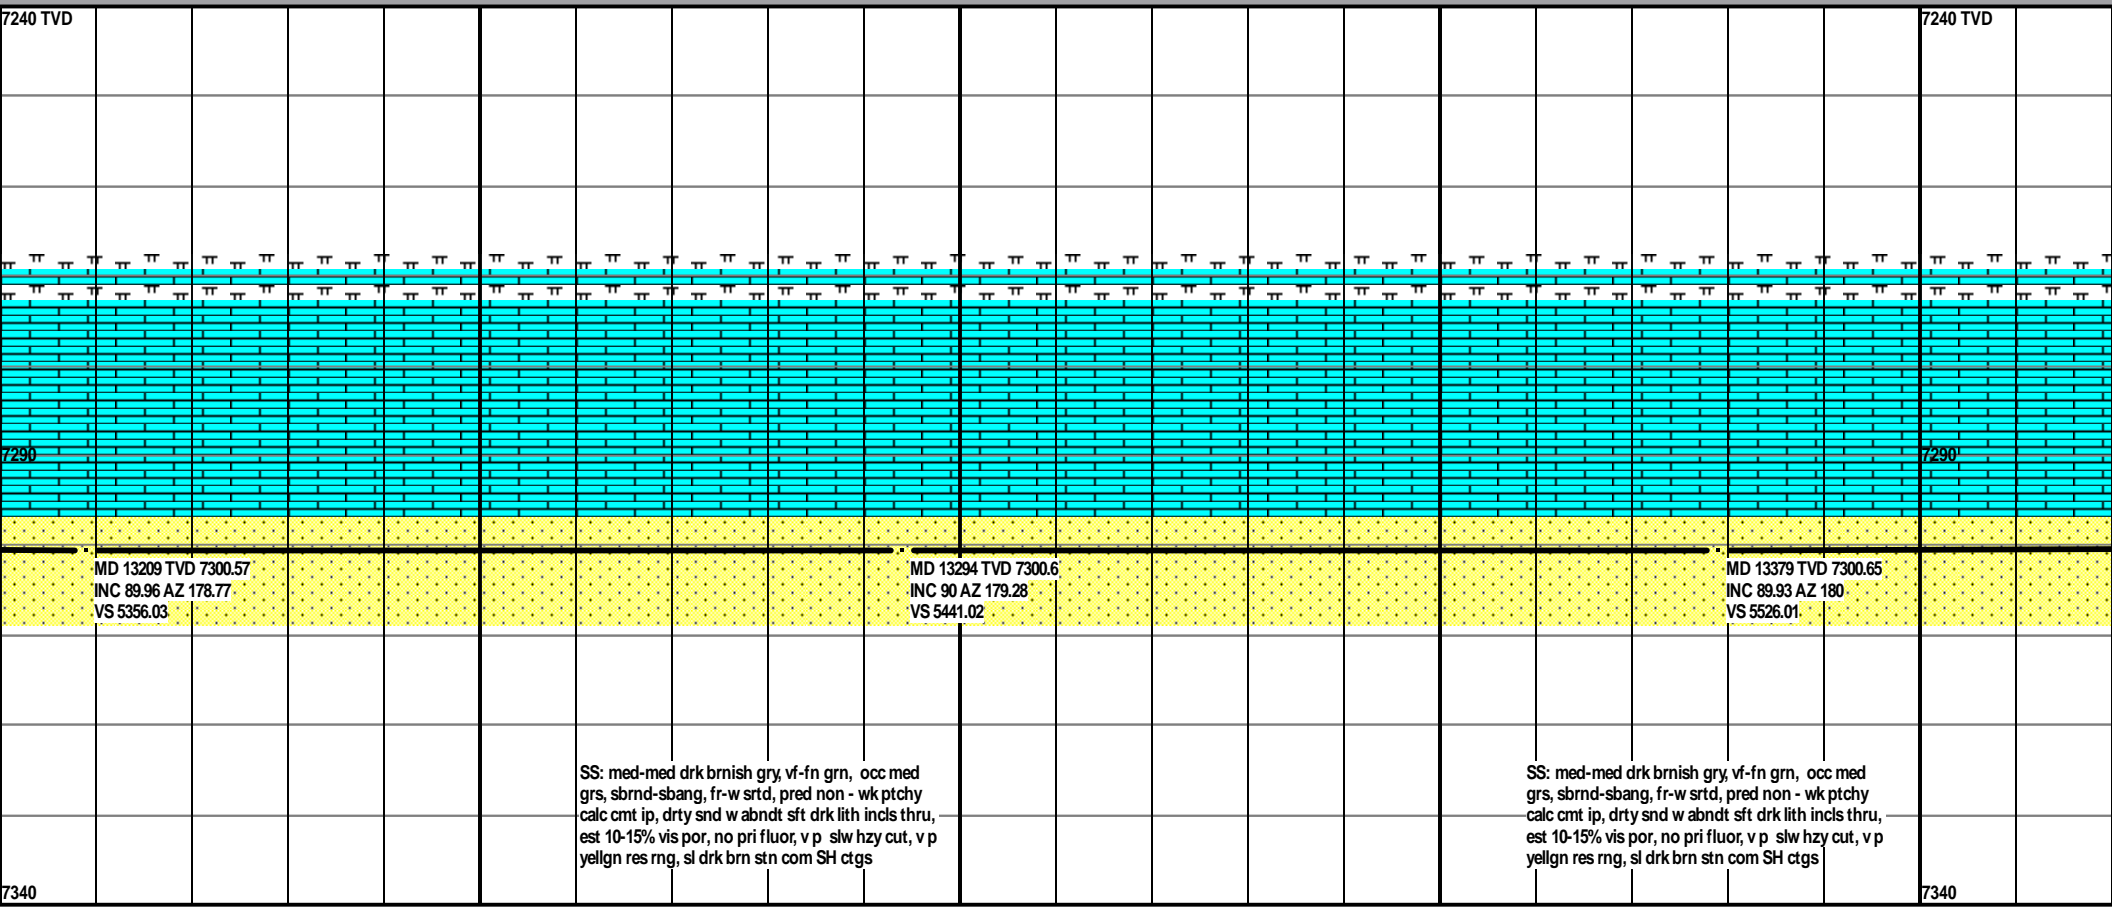 7240 TVD
7240 TVD
7290
7290'
MD 13209 TVD 7300.57
INC 89.96 AZ 178.77
VS 5356.03
MD 13294 TVD 7300.6
INC 90 AZ 179.28
VS 5441.02
MD 13379 TVD 7300.65
INC 89.93 AZ 180
VS 5526.01
SS: med-med drk brnish gry, vf-fn grn, occ med
grs, sbrnd-sbang, fr-w srtd, pred non - wk ptchy
calc cmt ip, drty snd w abndt sft drk lith incls thru,
est 10-15% vis por, no pri fluor, v p slw hzy cut, v p
yellgn res rng, sl drk brn stn com SH ctgs
SS: med-med drk brnish gry, vf-fn grn, occ med
grs, sbrnd-sbang, fr-w srtd, pred non - wk ptchy
calc cmt ip, drty snd w abndt sft drk lith incls thru,
est 10-15% vis por, no pri fluor, v p slw hzy cut, v p
yellgn res rng, sl drk brn stn com SH ctgs
7340
7340